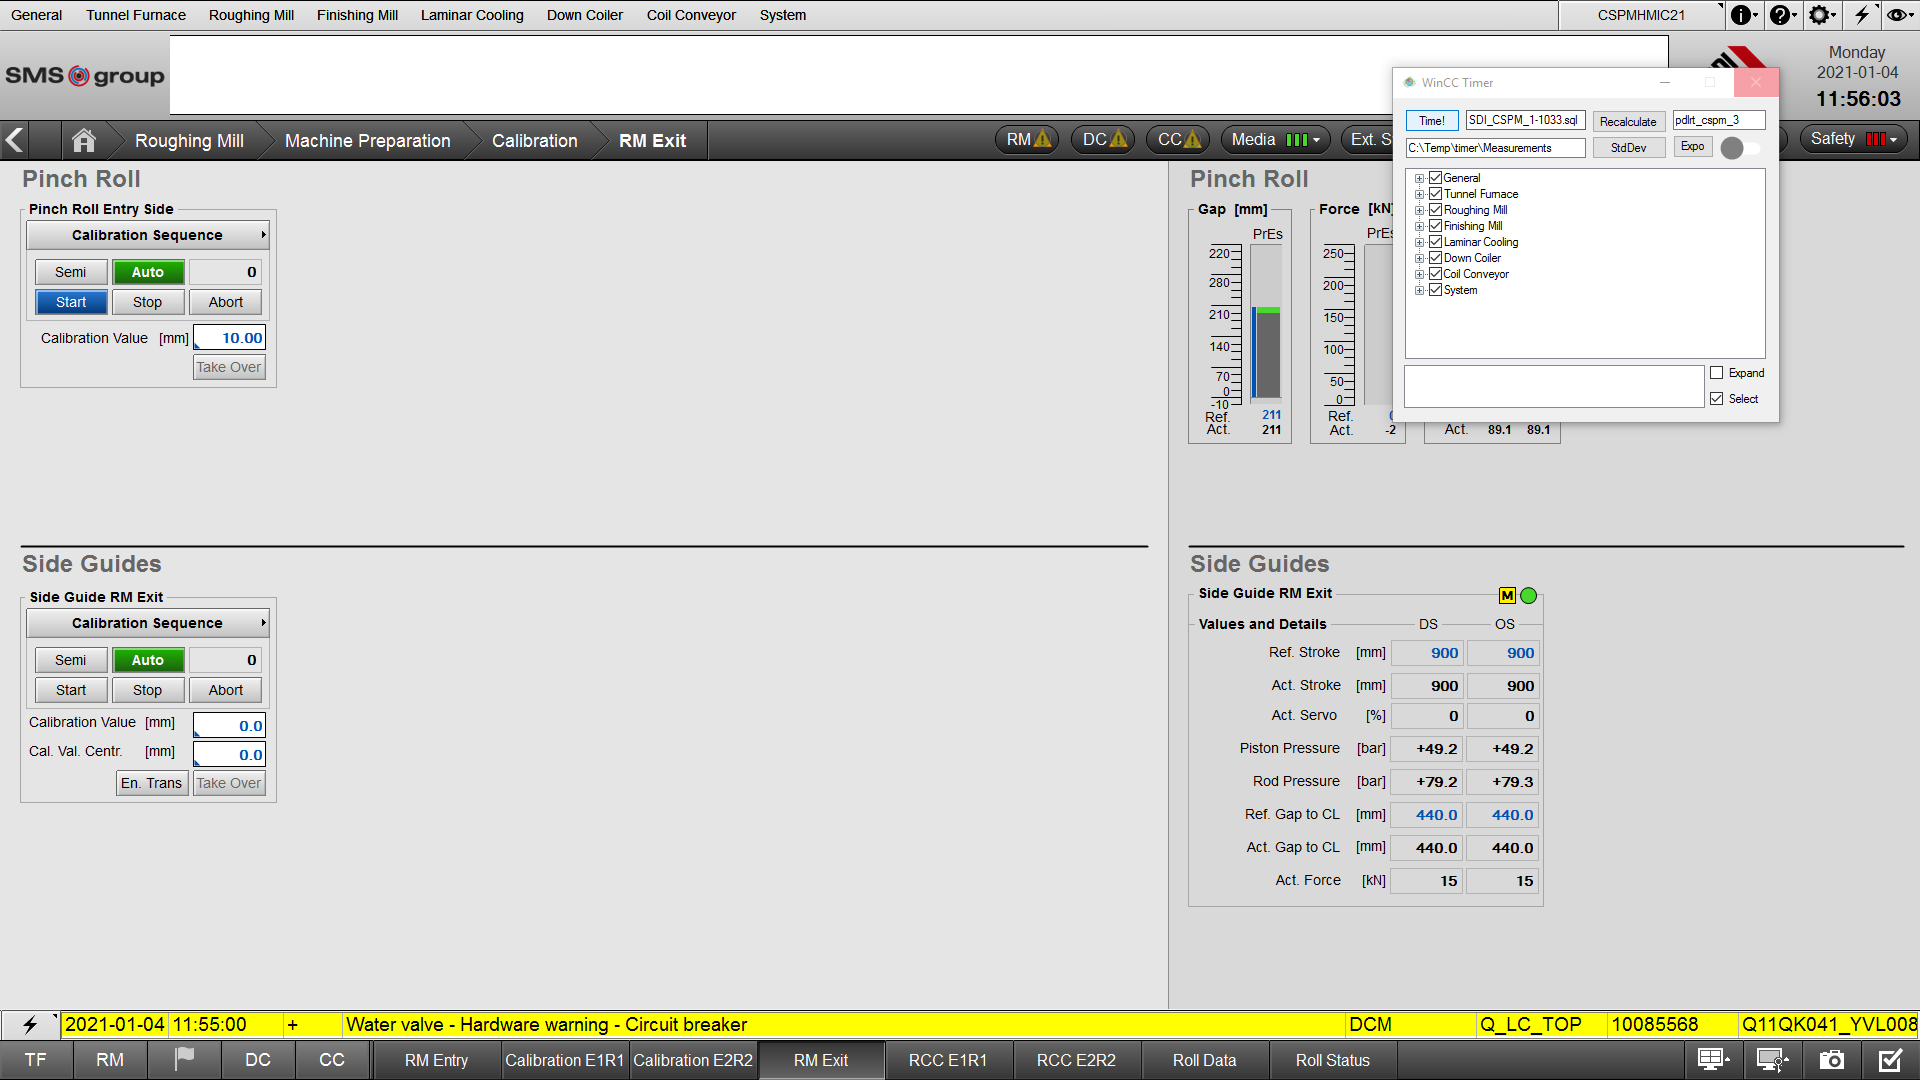 General Tunnel Furnace Roughing Mill Finishing Mill Laminar Cooling Down Coiler Coil Conveyor System CSPMHMIC21
SMS group
Monday
2021-01-04
11:56:03
Roughing Mill Machine Preparation Calibration RM Exit RM DC CC Media Ext. S Safety
WinCC Timer
Time! SDI_CSPM_1-1033.sql Recalculate pdlrt_cspm_3
C:\Temp\timer\Measurements StdDev Expo
General
Tunnel Furnace
Roughing Mill
Finishing Mill
Laminar Cooling
Down Coiler
Coil Conveyor
System
Expand
Select
Pinch Roll
Pinch Roll Entry Side
Calibration Sequence
Semi Auto 0
Start Stop Abort
Calibration Value [mm] 10.00
Take Over
Pinch Roll
Gap [mm] Force [kN]
PrEs PrEs
220 250
280 200
210 150
140 100
70 50
0 0
-10
Ref. 211 Ref.
Act. 211 Act. -2 Act. 89.1 89.1
Side Guides
Side Guide RM Exit
Calibration Sequence
Semi Auto 0
Start Stop Abort
Calibration Value [mm] 0.0
Cal. Val. Centr. [mm] 0.0
En. Trans Take Over
Side Guides
Side Guide RM Exit M
Values and Details DS OS
Ref. Stroke [mm] 900 900
Act. Stroke [mm] 900 900
Act. Servo [%] 0 0
Piston Pressure [bar] +49.2 +49.2
Rod Pressure [bar] +79.2 +79.3
Ref. Gap to CL [mm] 440.0 440.0
Act. Gap to CL [mm] 440.0 440.0
Act. Force [kN] 15 15
2021-01-04 11:55:00 + Water valve - Hardware warning - Circuit breaker DCM Q_LC_TOP 10085568 Q11QK041_YVL008
TF RM DC CC RM Entry Calibration E1R1 Calibration E2R2 RM Exit RCC E1R1 RCC E2R2 Roll Data Roll Status